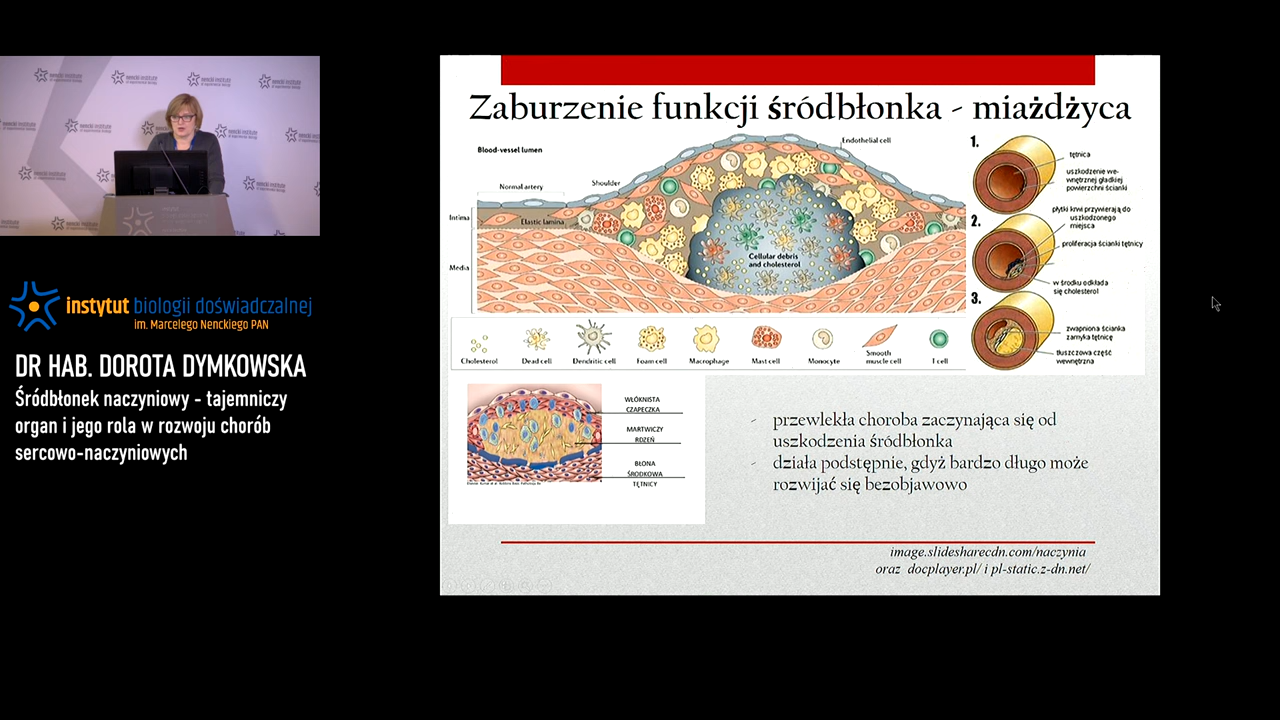 nencki institute
instytut biologii doświadczalnej
im. Marcelego Nenckiego PAN
DR HAB. DOROTA DYMKOWSKA
Śródbłonek naczyniowy - tajemniczy
organ i jego rola w rozwoju chorób
sercowo-naczyniowych
Zaburzenie funkcji śródbłonka - miażdżyca
Blood-vessel lumen
Endothelial cell
Normal artery
Shoulder
Intima
Elastic lamina
Media
Cellular debris
and cholesterol
Cholesterol
Dead cell
Dendritic cell
Foam cell
Macrophage
Mast cell
Monocyte
Smooth
muscle cell
T cell
1.
tętnica
uszkodzenie we-
wnętrznej gładkiej
powierzchni ścianki
2.
płytki krwi przywierają do
uszkodzonego
miejsca
proliferacja ścianki tętnicy
w środku odkłada
się cholesterol
3.
zwapniona ścianka
zamyka tętnicę
tłuszczowa część
wewnętrzna
WŁÓKNISTA
CZAPECZKA
MARTWICZY
RDZEŃ
BŁONA
ŚRODKOWA
TĘTNICY
- przewlekła choroba zaczynająca się od
uszkodzenia śródbłonka
- działa podstępnie, gdyż bardzo długo może
rozwijać się bezobjawowo
image.slidesharecdn.com/naczynia
oraz docplayer.pl/ i pl-static.z-dn.net/